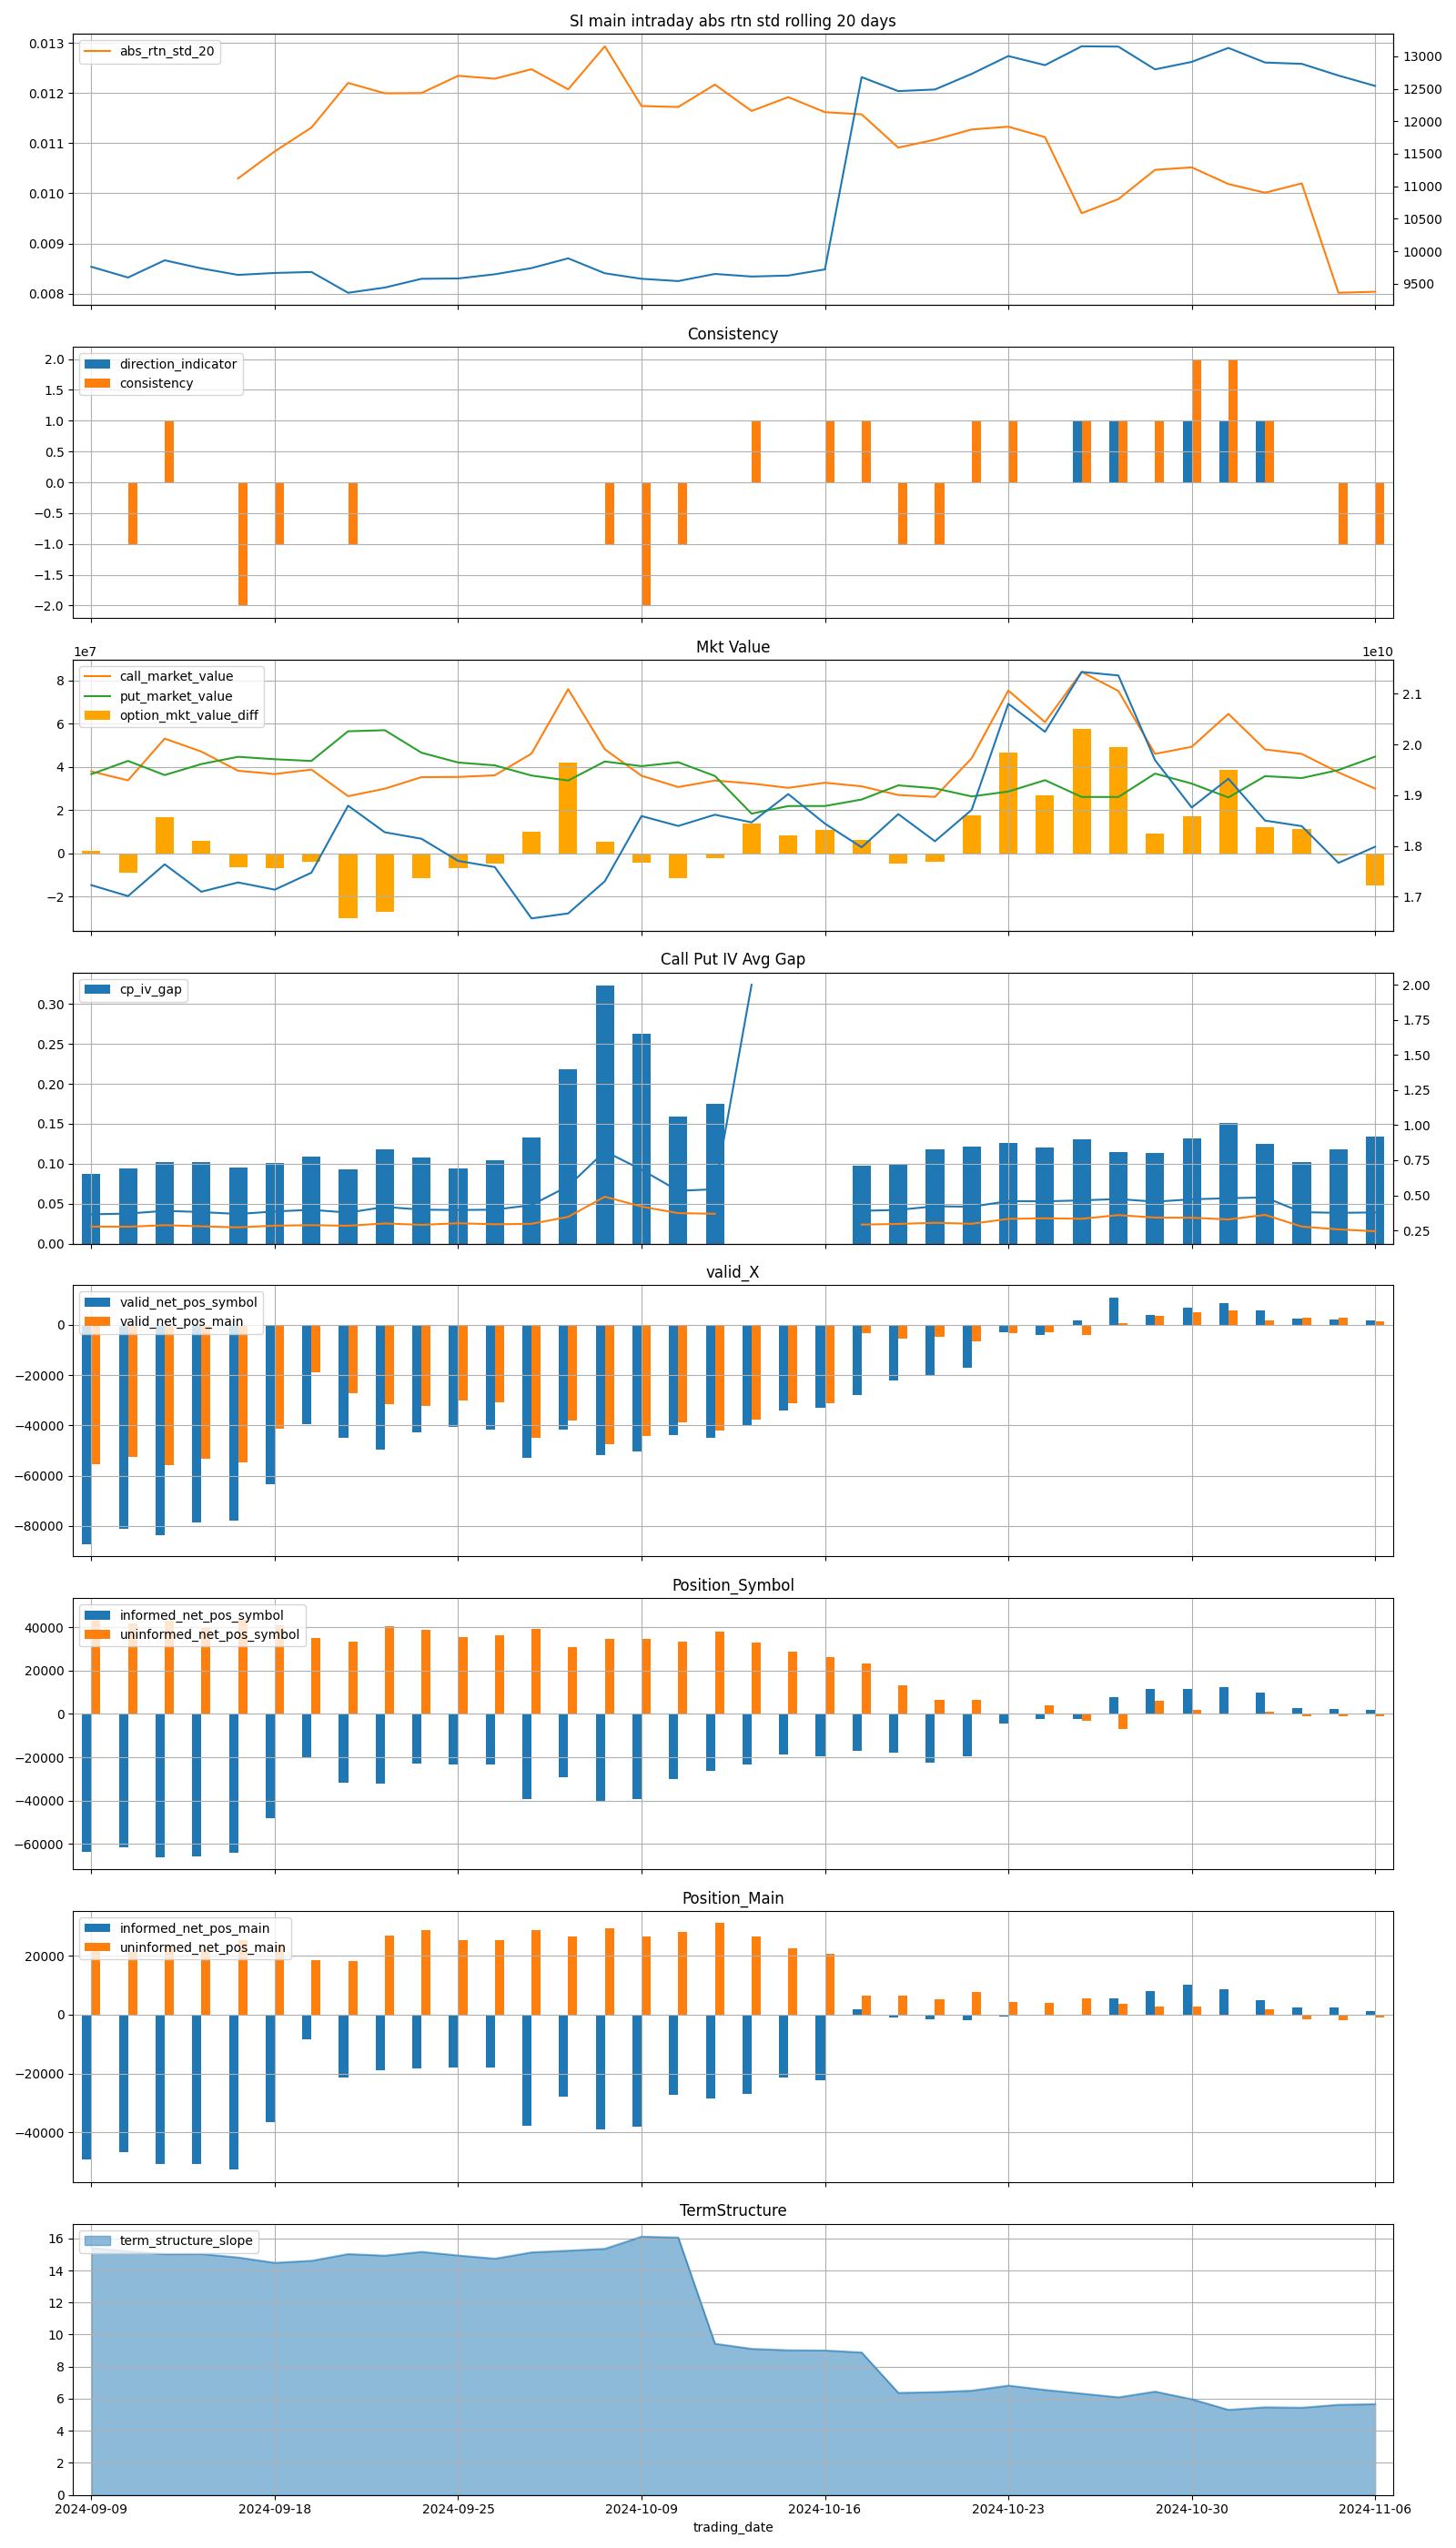 SI main intraday abs rtn std rolling 20 days
abs_rtn_std_20
0.013
0.012
0.011
0.010
0.009
0.008
13000
12500
12000
11500
11000
10500
10000
9500
Consistency
direction_indicator
consistency
2.0
1.5
1.0
0.5
0.0
−0.5
−1.0
−1.5
−2.0
Mkt Value
1e7
1e10
call_market_value
put_market_value
option_mkt_value_diff
8
6
4
2
0
−2
2.1
2.0
1.9
1.8
1.7
Call Put IV Avg Gap
cp_iv_gap
0.30
0.25
0.20
0.15
0.10
0.05
0.00
2.00
1.75
1.50
1.25
1.00
0.75
0.50
0.25
valid_X
valid_net_pos_symbol
valid_net_pos_main
0
−20000
−40000
−60000
−80000
Position_Symbol
informed_net_pos_symbol
uninformed_net_pos_symbol
40000
20000
0
−20000
−40000
−60000
Position_Main
informed_net_pos_main
uninformed_net_pos_main
20000
0
−20000
−40000
TermStructure
term_structure_slope
16
14
12
10
8
6
4
2
0
2024-09-09 2024-09-18 2024-09-25 2024-10-09 2024-10-16 2024-10-23 2024-10-30 2024-11-06
trading_date